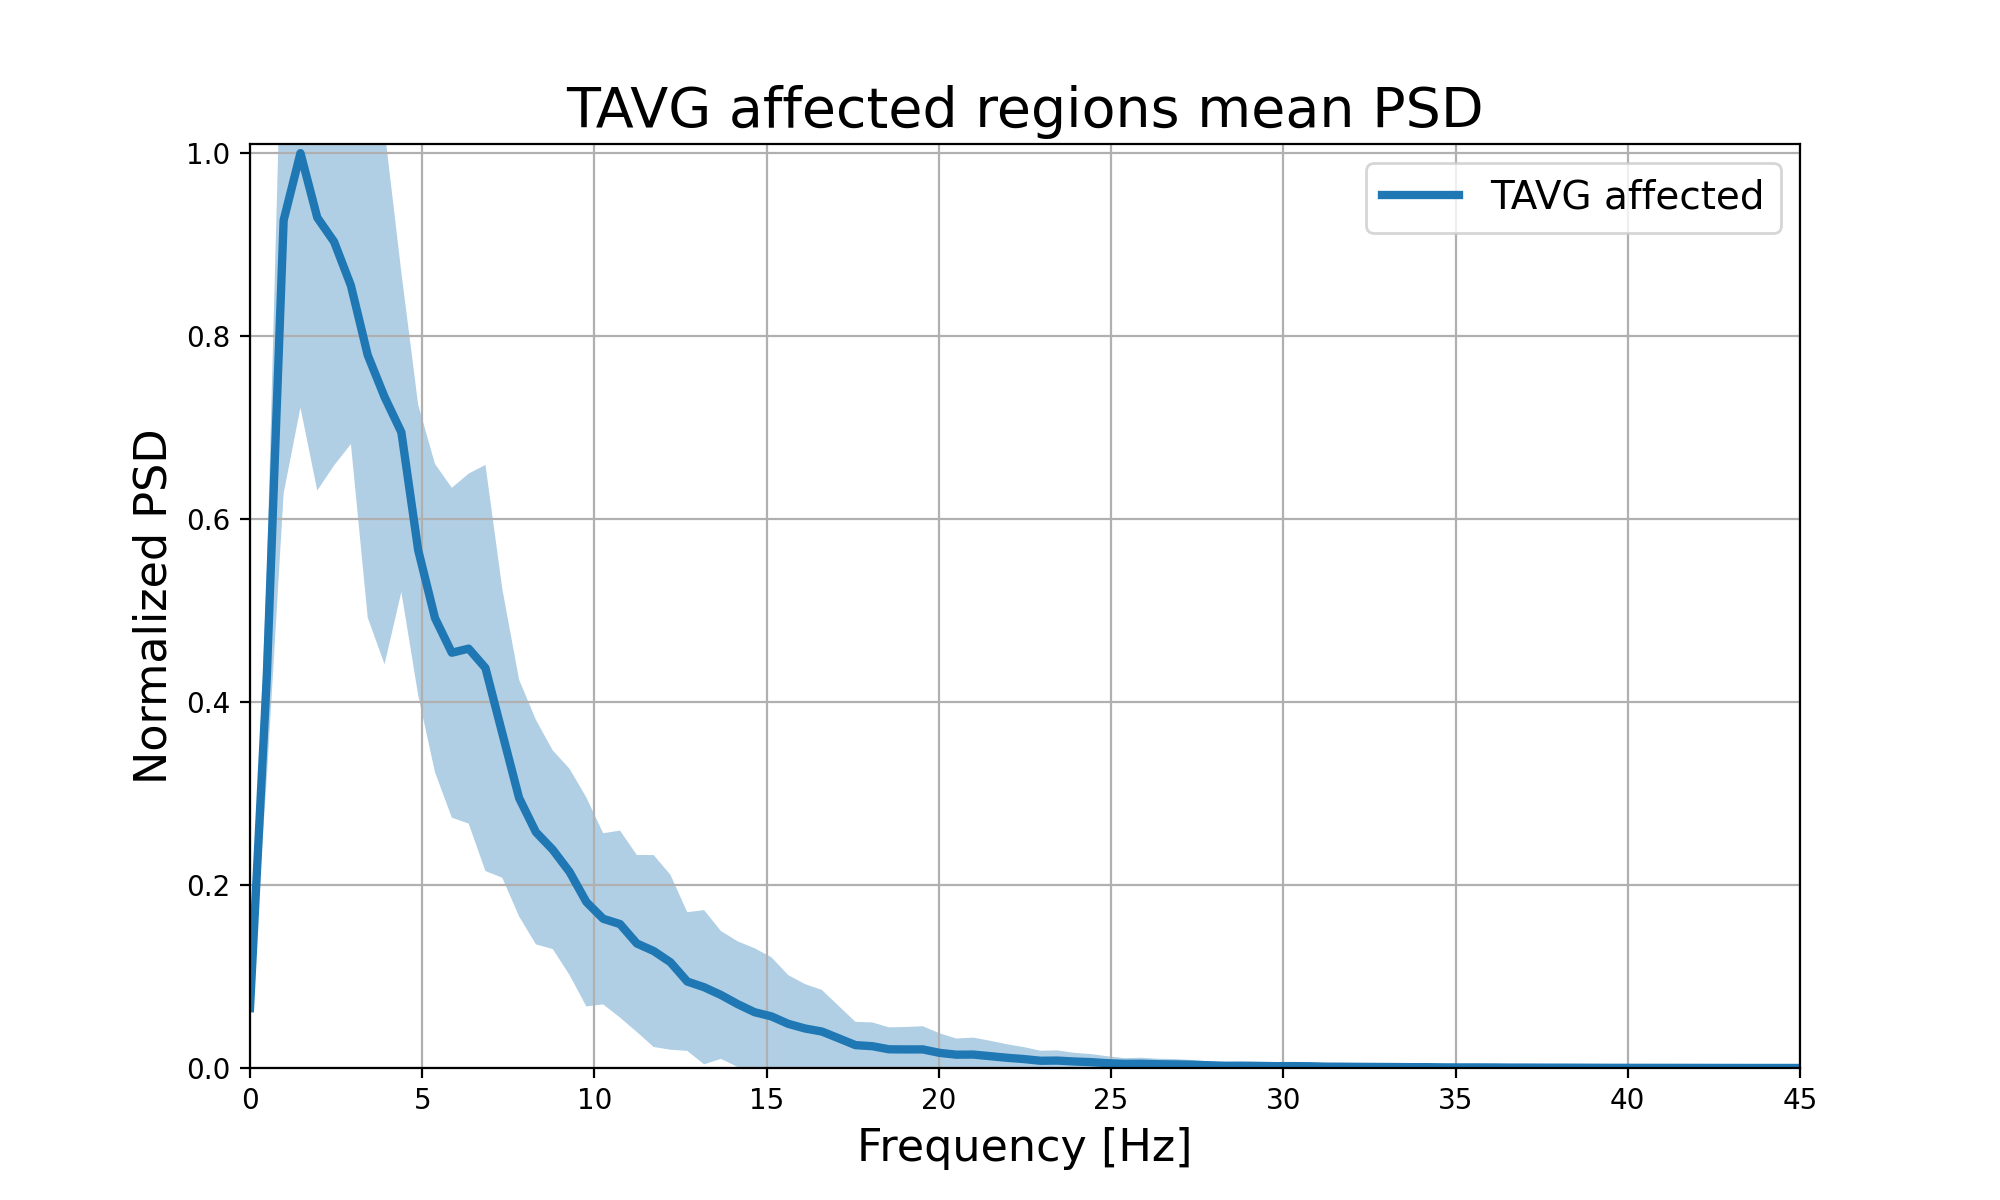 TAVG affected regions mean PSD
TAVG affected
Normalized PSD
1.0
0.8
0.6
0.4
0.2
0.0
0 5 10 15 20 25 30 35 40 45
Frequency [Hz]